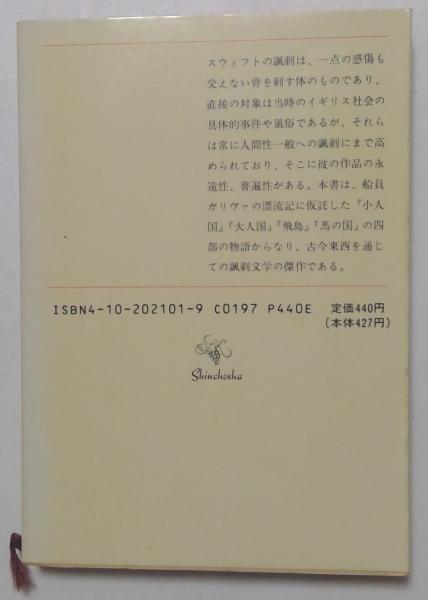 スウィフトの諷刺は、一点の感傷も
交えない骨を刺す体のものであり、
直接の対象は当時のイギリス社会の
具体的事件や風俗であるが、それら
は常に人間性一般への諷刺にまで高
められており、そこに彼の作品の永
遠性、普遍性がある。本書は、船員
ガリヴァの漂流記に仮託した『小人
国』『大人国』『飛島』『馬の国』の四
部の物語からなり、古今東西を通じ
ての諷刺文学の傑作である。
ISBN4-10-202101-9 C0197 P440E 定価440円
(本体427円)
Shinchosha